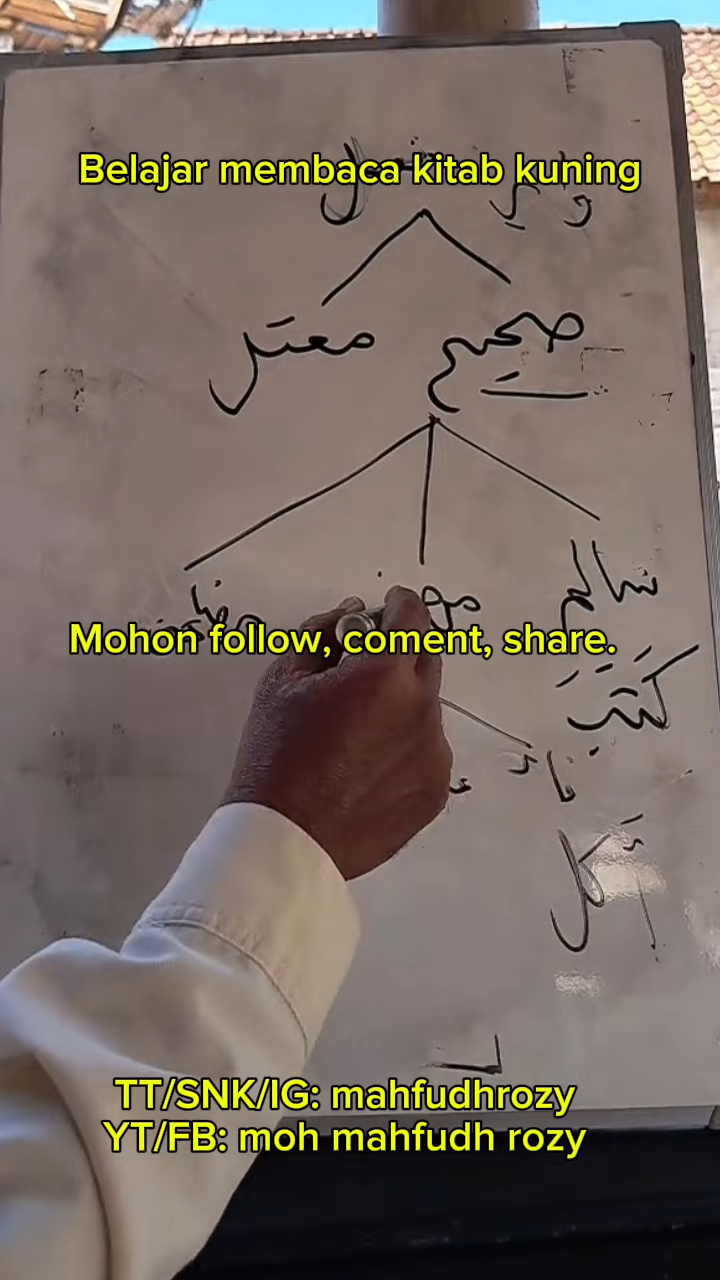 Belajar membaca kitab kuning
صحيح معتل
سالم
Mohon follow, coment, share.
كَتَبَ
فاء
أكل
TT/SNK/IG: mahfudhrozy
YT/FB: moh mahfudh rozy